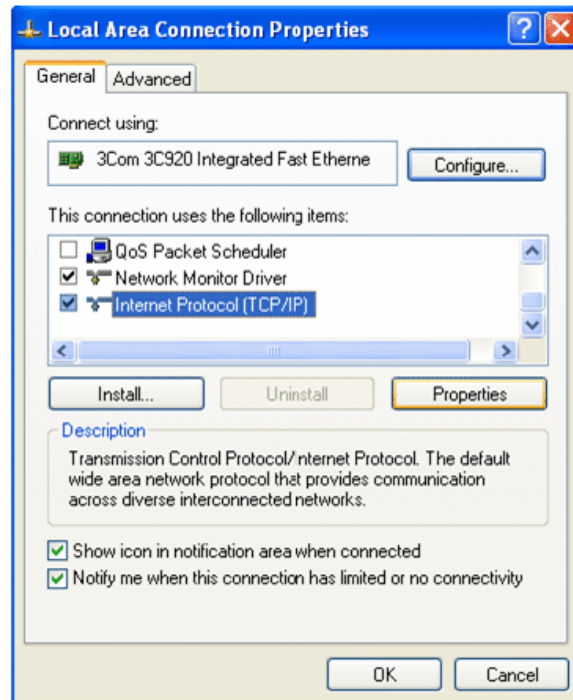 Local Area Connection Properties
General
Advanced
Connect using:
3Com 3C920 Integrated Fast Etherne
Configure...
This connection uses the following items:
QoS Packet Scheduler
Network Monitor Driver
Internet Protocol (TCP/IP)
Install...
Uninstall
Properties
Description
Transmission Control Protocol/Internet Protocol. The default
wide area network protocol that provides communication
across diverse interconnected networks.
Show icon in notification area when connected
Notify me when this connection has limited or no connectivity
OK
Cancel